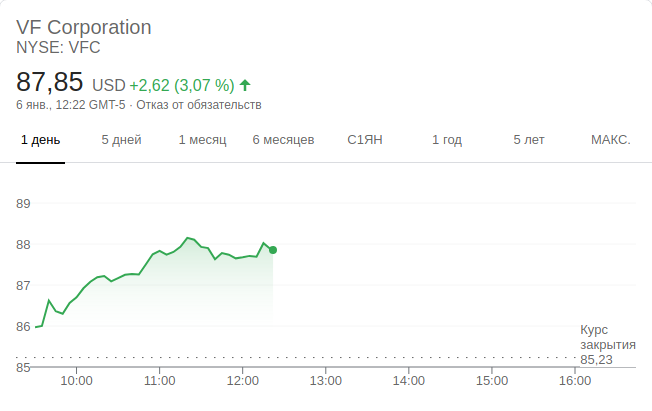 VF Corporation
NYSE: VFC
87,85 USD +2,62 (3,07 %)
6 янв., 12:22 GMT-5 · Отказ от обязательств
1 день 5 дней 1 месяц 6 месяцев С1ЯН 1 год 5 лет МАКС.
89
88
87
86
Курс
закрытия
85,23
85
10:00 11:00 12:00 13:00 14:00 15:00 16:00